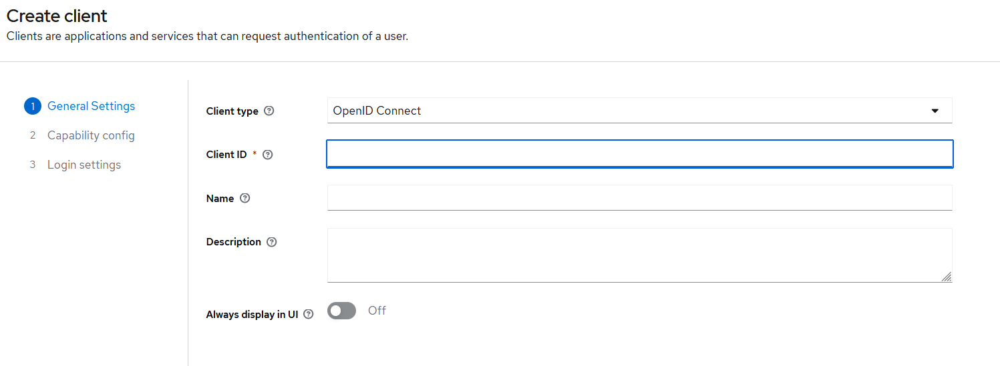 Create client
Clients are applications and services that can request authentication of a user.
1 General Settings
2 Capability config
3 Login settings
Client type ? OpenID Connect
Client ID * ?
Name ?
Description ?
Always display in UI ? Off